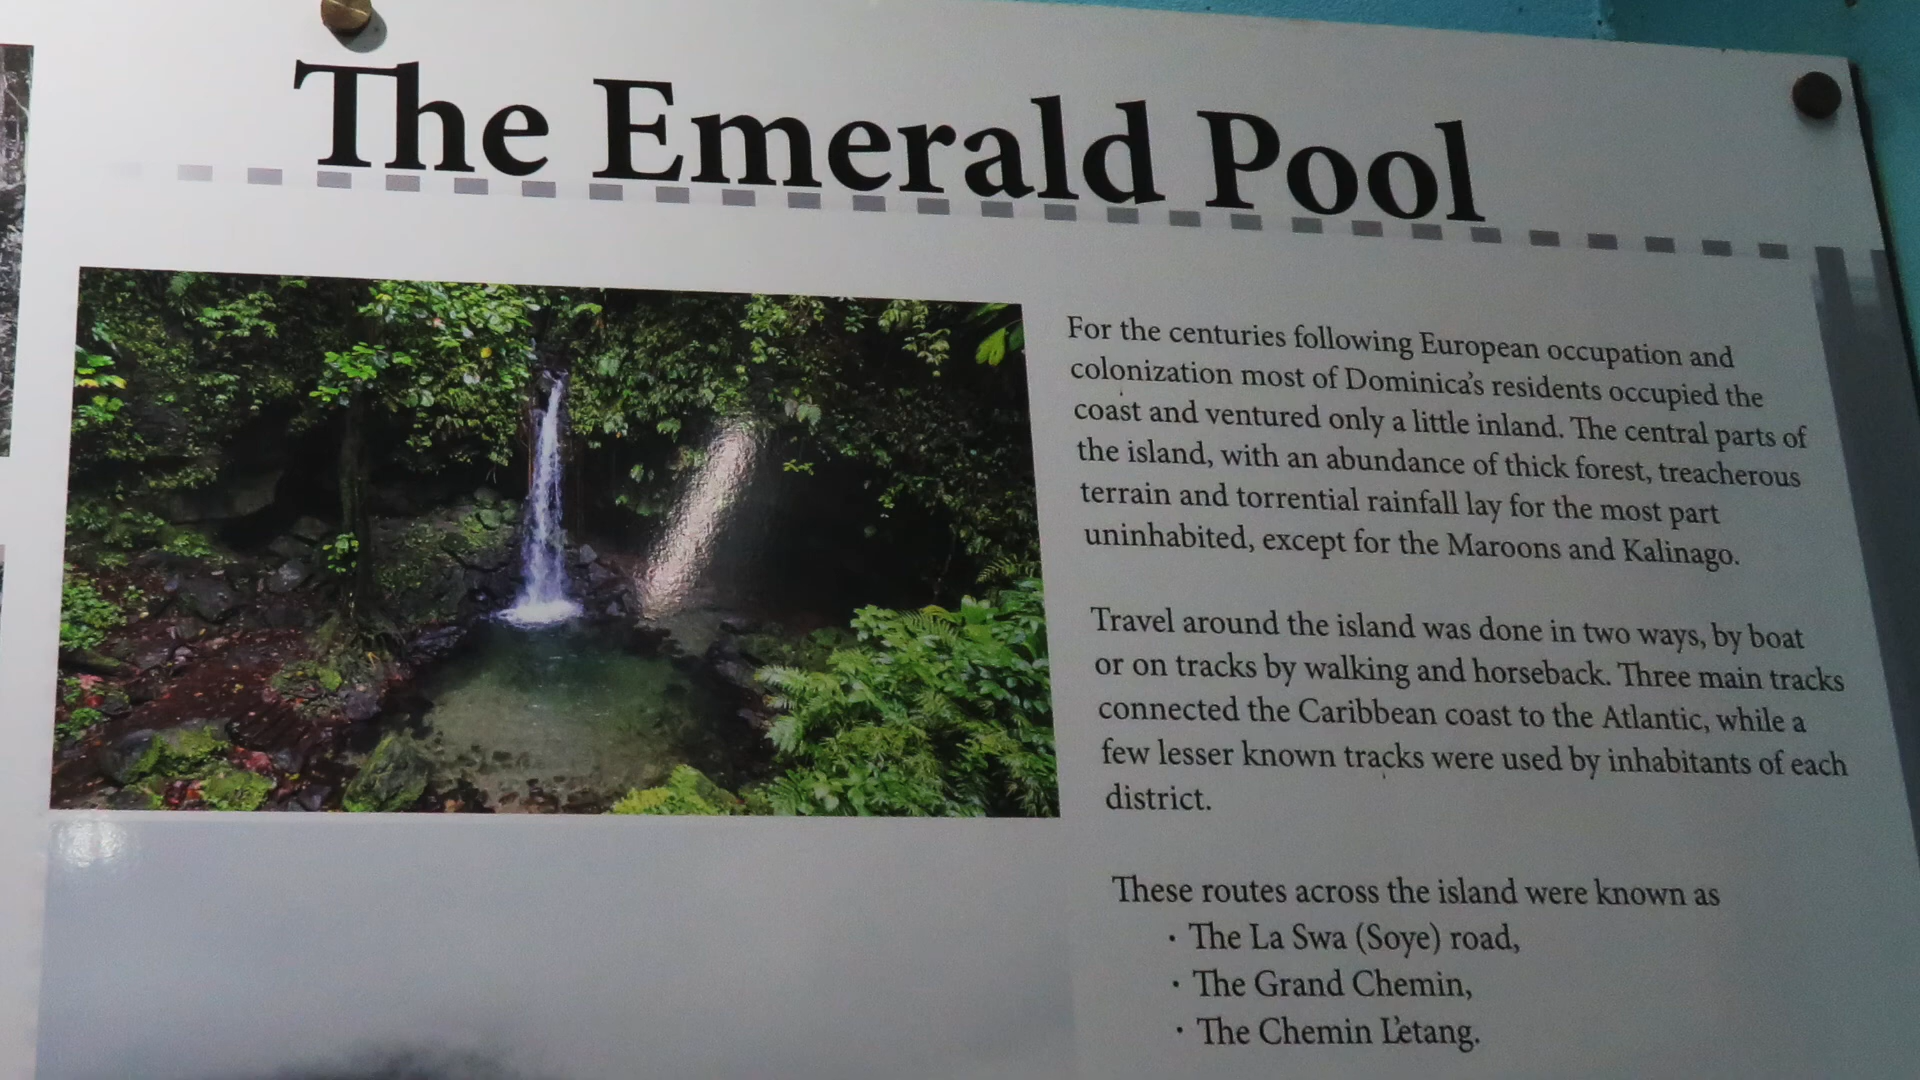 The Emerald Pool
For the centuries following European occupation and
colonization most of Dominica's residents occupied the
coast and ventured only a little inland. The central parts of
the island, with an abundance of thick forest, treacherous
terrain and torrential rainfall lay for the most part
uninhabited, except for the Maroons and Kalinago.
Travel around the island was done in two ways, by boat
or on tracks by walking and horseback. Three main tracks
connected the Caribbean coast to the Atlantic, while a
few lesser known tracks were used by inhabitants of each
district.
These routes across the island were known as
· The La Swa (Soye) road,
· The Grand Chemin,
· The Chemin L'etang.